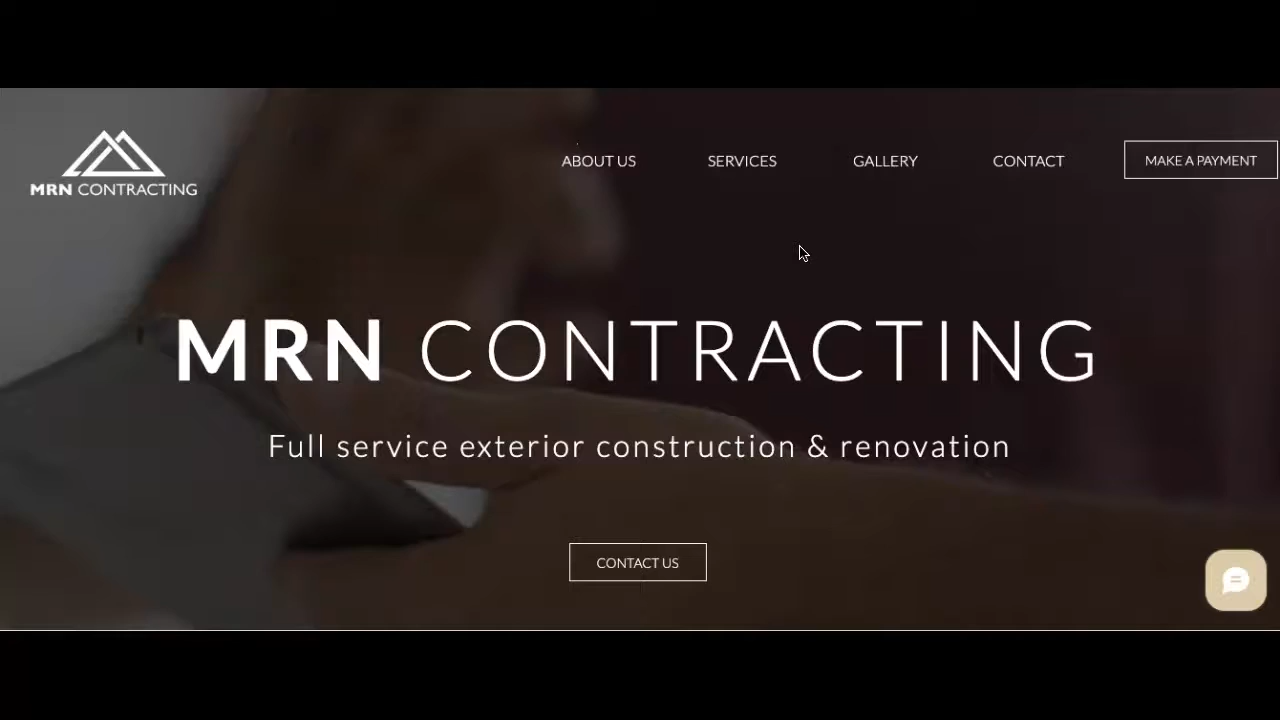 ABOUT US
SERVICES
GALLERY
CONTACT
MAKE A PAYMENT
MRN CONTRACTING
MRN CONTRACTING
Full service exterior construction & renovation
CONTACT US